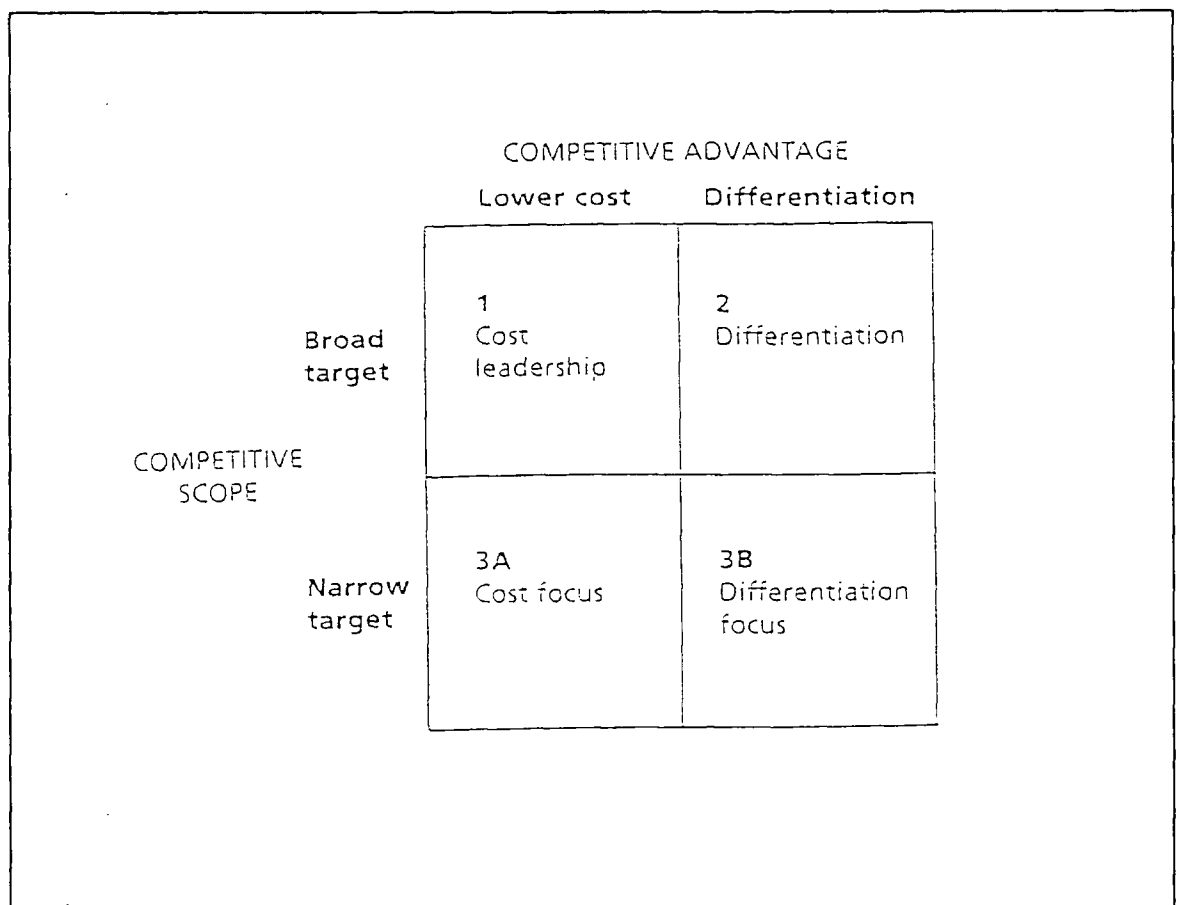 COMPETITIVE ADVANTAGE
Lower cost
Differentiation
Broad
target
1
Cost
leadership
2
Differentiation
COMPETITIVE
SCOPE
Narrow
target
3A
Cost focus
3B
Differentiation
focus